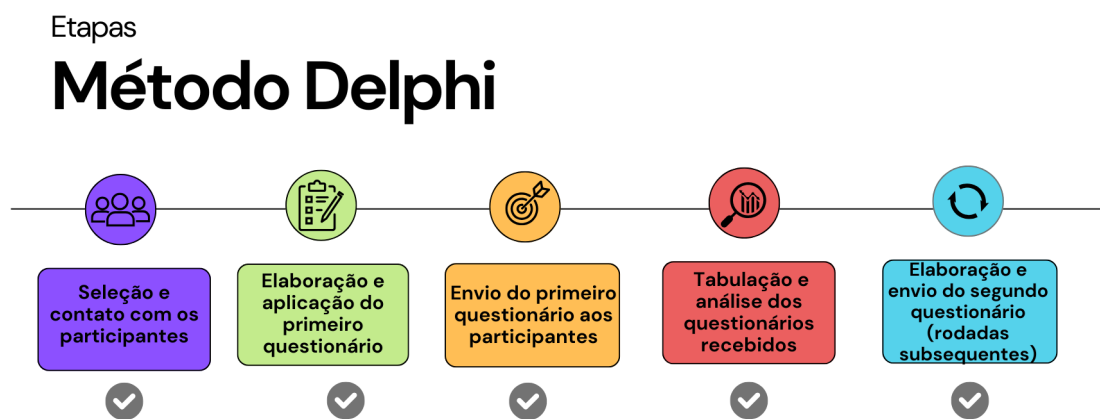 Etapas
Método Delphi
Seleção e
contato com os
participantes
Elaboração e
aplicação do
primeiro
questionário
Envio do primeiro
questionário aos
participantes
Tabulação e
análise dos
questionários
recebidos
Elaboração e
envio do segundo
questionário
(rodadas
subsequentes)